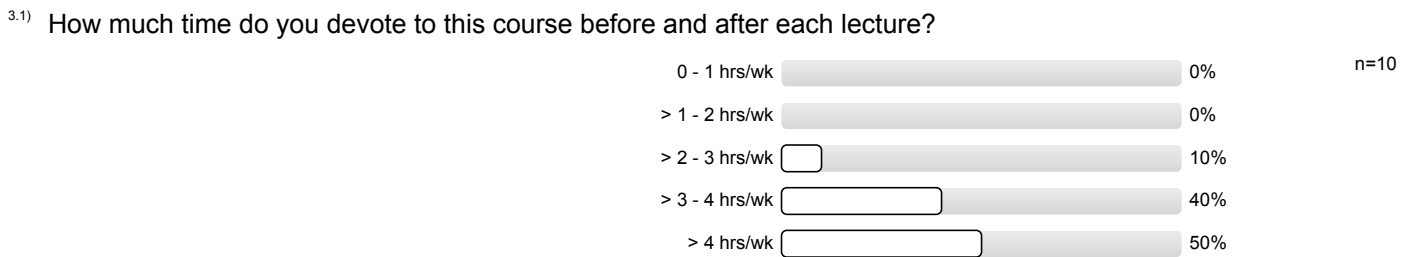 3.1) How much time do you devote to this course before and after each lecture?
n=10
0 - 1 hrs/wk 0%
> 1 - 2 hrs/wk 0%
> 2 - 3 hrs/wk 10%
> 3 - 4 hrs/wk 40%
> 4 hrs/wk 50%